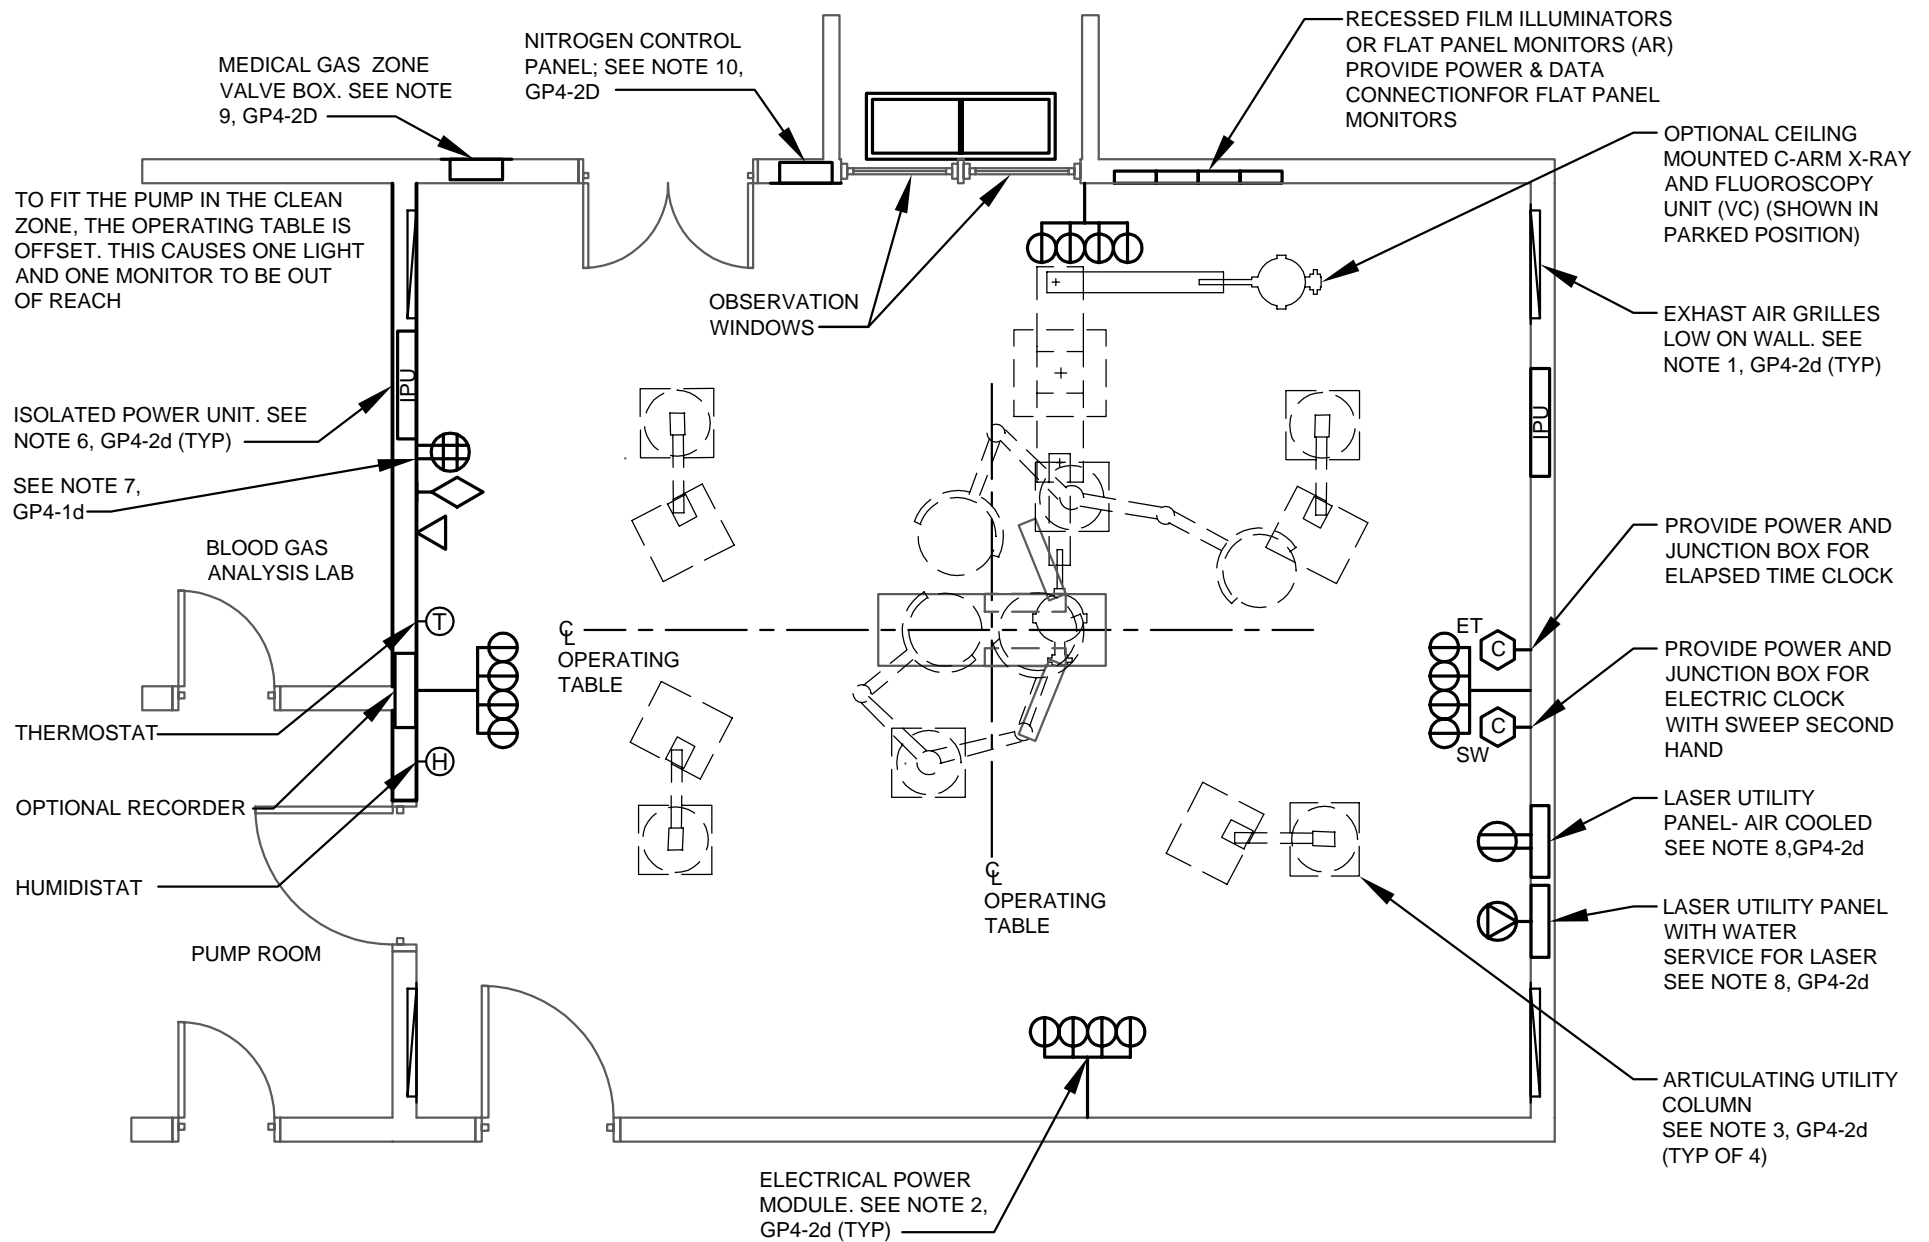 MEDICAL GAS ZONE
VALVE BOX. SEE NOTE
9, GP4-2D
NITROGEN CONTROL
PANEL; SEE NOTE 10,
GP4-2D
RECESSED FILM ILLUMINATORS
OR FLAT PANEL MONITORS (AR)
PROVIDE POWER & DATA
CONNECTIONFOR FLAT PANEL
MONITORS
OPTIONAL CEILING
MOUNTED C-ARM X-RAY
AND FLUOROSCOPY
UNIT (VC) (SHOWN IN
PARKED POSITION)
TO FIT THE PUMP IN THE CLEAN
ZONE, THE OPERATING TABLE IS
OFFSET. THIS CAUSES ONE LIGHT
AND ONE MONITOR TO BE OUT
OF REACH
OBSERVATION
WINDOWS
EXHAST AIR GRILLES
LOW ON WALL. SEE
NOTE 1, GP4-2d (TYP)
IPU
IPU
ISOLATED POWER UNIT. SEE
NOTE 6, GP4-2d (TYP)
SEE NOTE 7,
GP4-1d
BLOOD GAS
ANALYSIS LAB
PROVIDE POWER AND
JUNCTION BOX FOR
ELAPSED TIME CLOCK
T
CL
OPERATING
TABLE
ET
C
PROVIDE POWER AND
JUNCTION BOX FOR
ELECTRIC CLOCK
WITH SWEEP SECOND
HAND
C
SW
THERMOSTAT
H
OPTIONAL RECORDER
LASER UTILITY
PANEL- AIR COOLED
SEE NOTE 8,GP4-2d
HUMIDISTAT
CL
OPERATING
TABLE
LASER UTILITY PANEL
WITH WATER
SERVICE FOR LASER
SEE NOTE 8, GP4-2d
PUMP ROOM
ARTICULATING UTILITY
COLUMN
SEE NOTE 3, GP4-2d
(TYP OF 4)
ELECTRICAL POWER
MODULE. SEE NOTE 2,
GP4-2d (TYP)